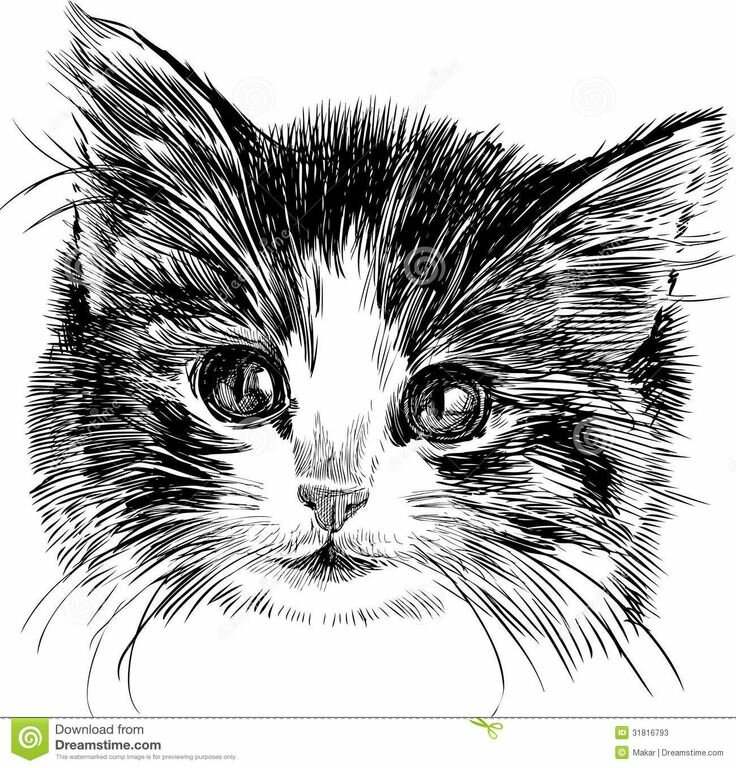 Download from
Dreamstime.com
This watermarked comp image is for previewing purposes only.
ID 31816793
© Makar | Dreamstime.com